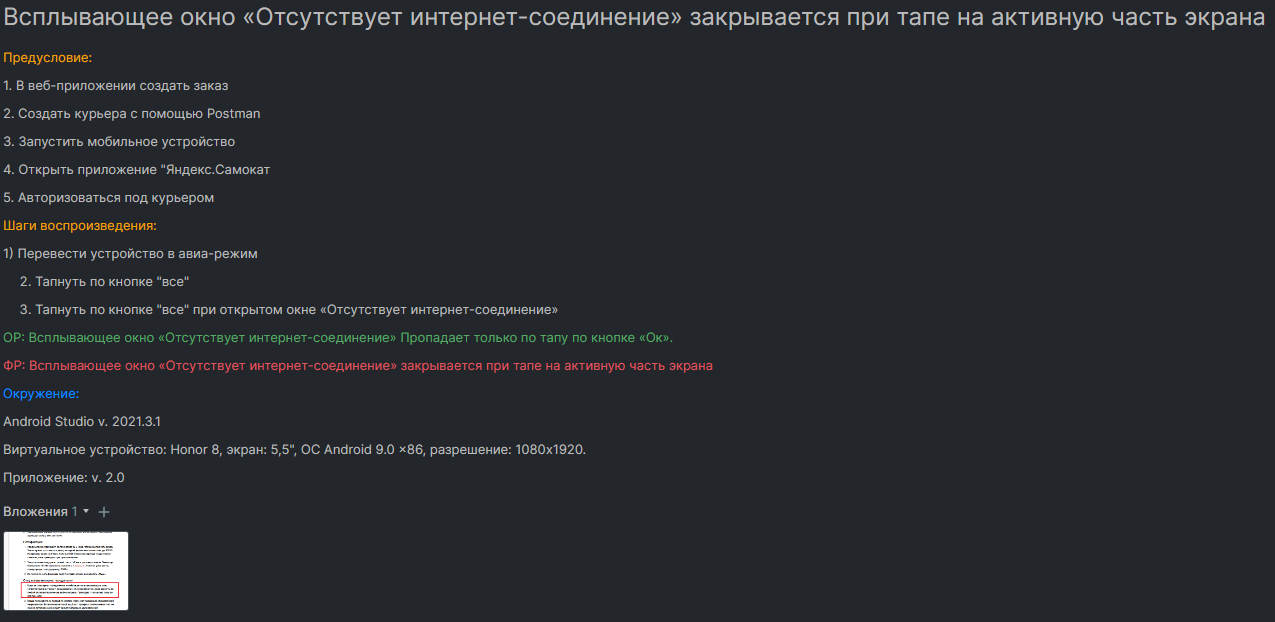 Всплывающее окно «Отсутствует интернет-соединение» закрывается при тапе на активную часть экрана
Предусловие:
1. В веб-приложении создать заказ
2. Создать курьера с помощью Postman
3. Запустить мобильное устройство
4. Открыть приложение "Яндекс.Самокат
5. Авторизоваться под курьером
Шаги воспроизведения:
1) Перевести устройство в авиа-режим
2. Тапнуть по кнопке "все"
3. Тапнуть по кнопке "все" при открытом окне «Отсутствует интернет-соединение»
ОР: Всплывающее окно «Отсутствует интернет-соединение» Пропадает только по тапу по кнопке «Ок».
ФР: Всплывающее окно «Отсутствует интернет-соединение» закрывается при тапе на активную часть экрана
Окружение:
Android Studio v. 2021.3.1
Виртуальное устройство: Honor 8, экран: 5,5", ОС Android 9.0 ×86, разрешение: 1080x1920.
Приложение: v. 2.0
Вложения 1